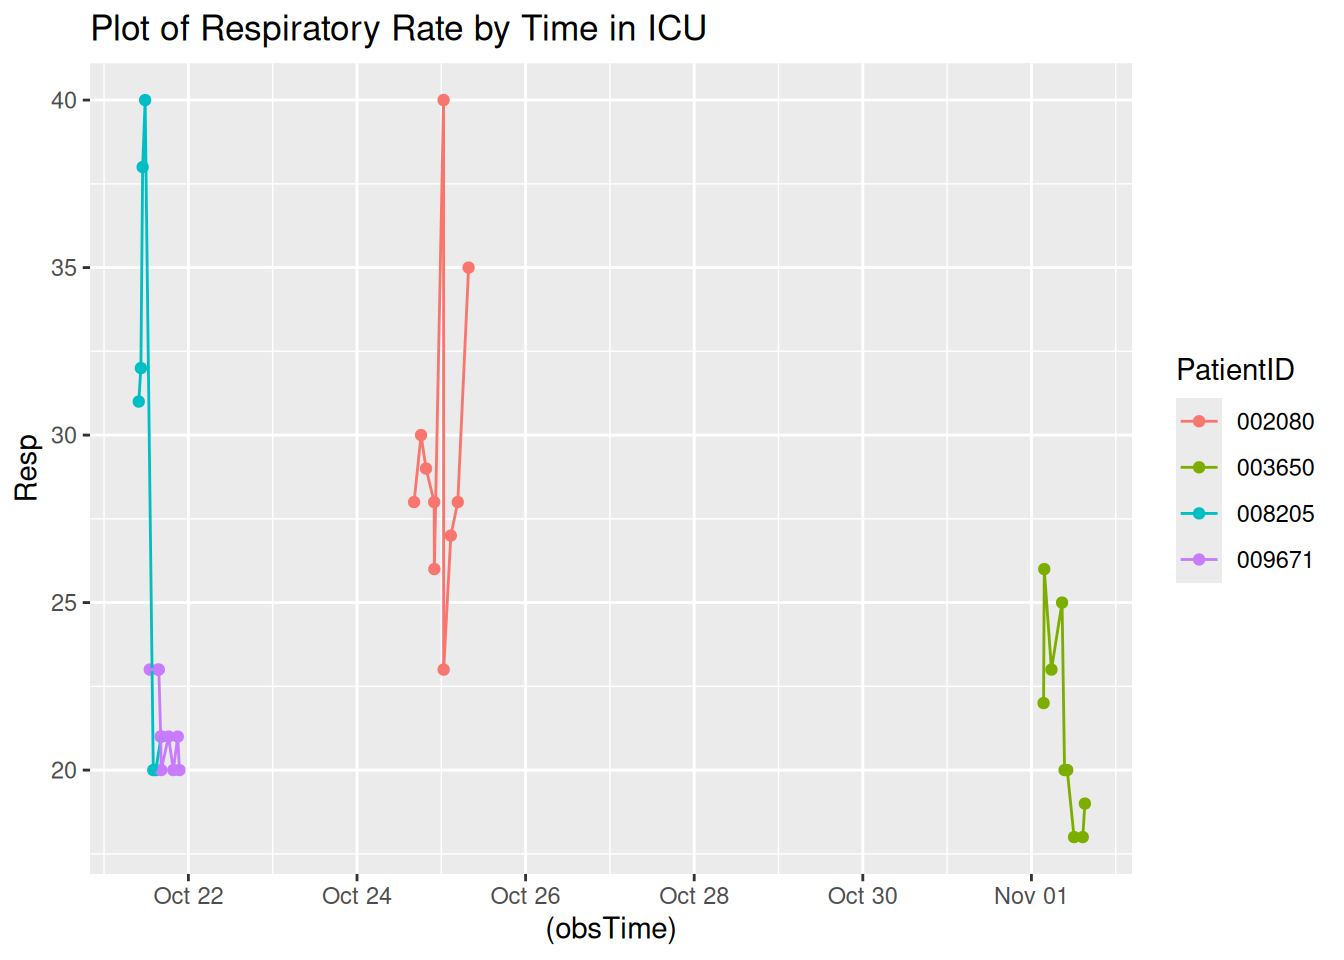 Plot of Respiratory Rate by Time in ICU
40
35
30
25
20
Resp
Oct 22
Oct 24
Oct 26
Oct 28
Oct 30
Nov 01
(obsTime)
PatientID
002080
003650
008205
009671